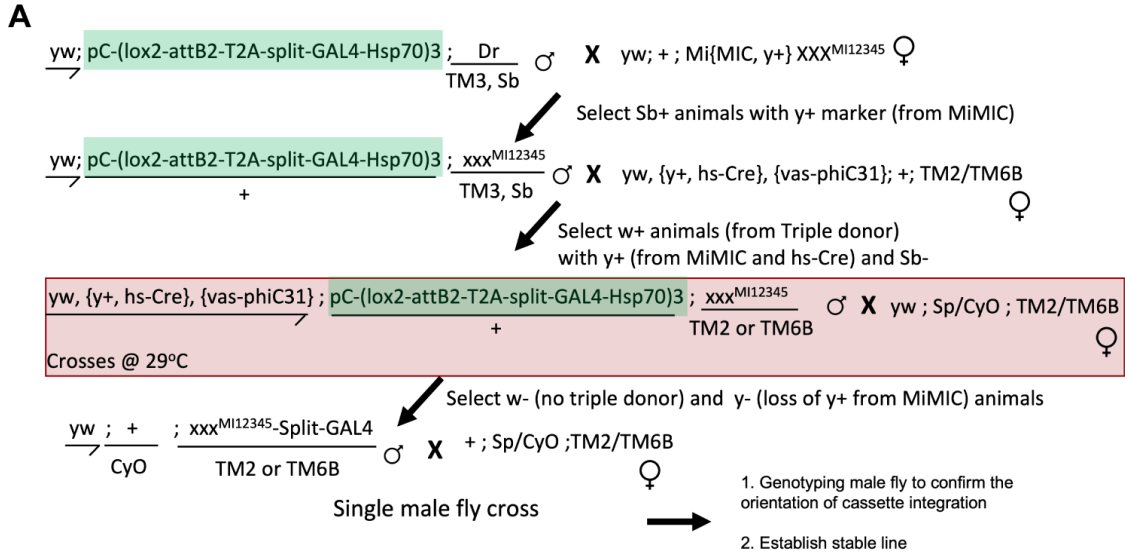 A
yw; pC-(lox2-attB2-T2A-split-GAL4-Hsp70)3 ; Dr ♂ X yw; + ; Mi{MIC, y+} XXXMI12345 ♀
TM3, Sb
Select Sb+ animals with y+ marker (from MiMIC)
yw; pC-(lox2-attB2-T2A-split-GAL4-Hsp70)3 ; xxxMI12345 ♂ X yw, {y+, hs-Cre}, {vas-phiC31}; +; TM2/TM6B
+ TM3, Sb ♀
Select w+ animals (from Triple donor)
with y+ (from MiMIC and hs-Cre) and Sb-
yw, {y+, hs-Cre}, {vas-phiC31} ; pC-(lox2-attB2-T2A-split-GAL4-Hsp70)3 ; xxxMI12345 ♂ X yw ; Sp/CyO ; TM2/TM6B
+ TM2 or TM6B ♀
Crosses @ 29°C
Select w- (no triple donor) and y- (loss of y+ from MiMIC) animals
yw ; + ; xxxMI12345-Split-GAL4 ♂ X + ; Sp/CyO ;TM2/TM6B
CyO TM2 or TM6B ♀
Single male fly cross
1. Genotyping male fly to confirm the
orientation of cassette integration
2. Establish stable line